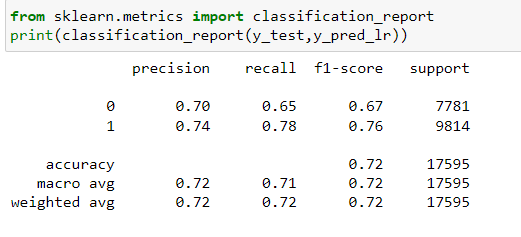 from sklearn.metrics import classification_report
print(classification_report(y_test,y_pred_lr))
precision recall f1-score support
0 0.70 0.65 0.67 7781
1 0.74 0.78 0.76 9814
accuracy 0.72 17595
macro avg 0.72 0.71 0.72 17595
weighted avg 0.72 0.72 0.72 17595